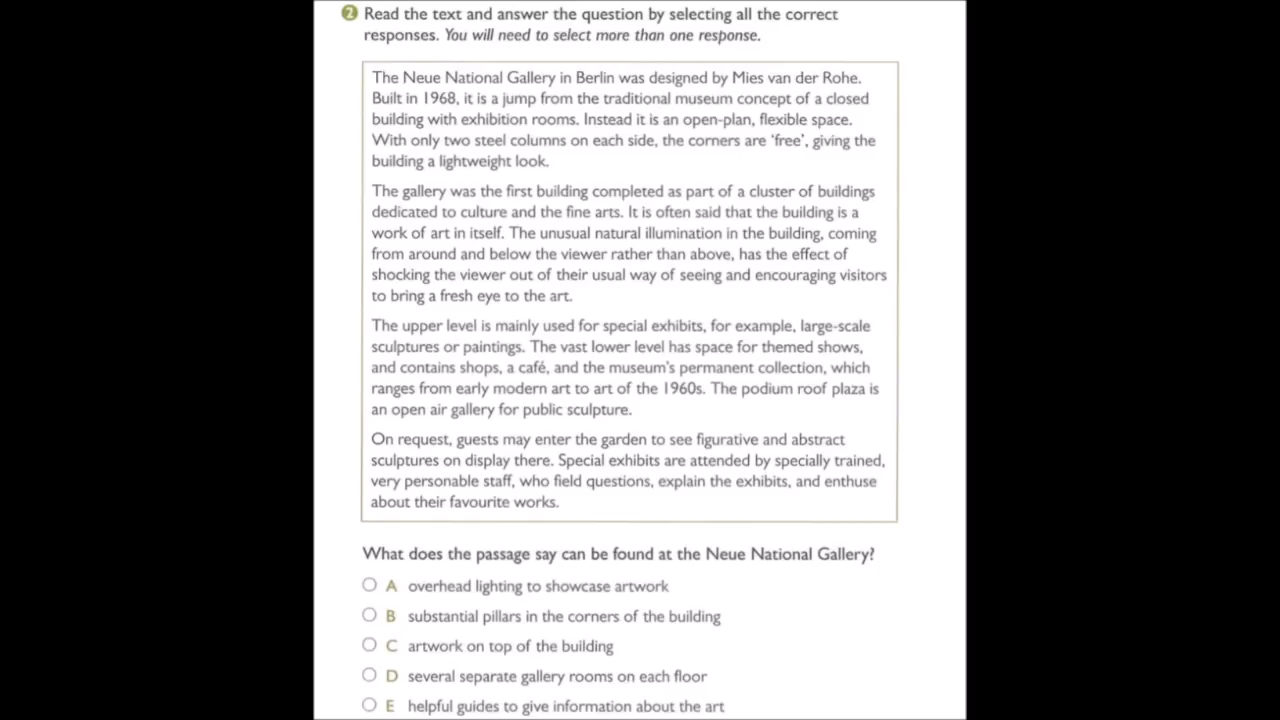 2 Read the text and answer the question by selecting all the correct
responses. You will need to select more than one response.
The Neue National Gallery in Berlin was designed by Mies van der Rohe.
Built in 1968, it is a jump from the traditional museum concept of a closed
building with exhibition rooms. Instead it is an open-plan, flexible space.
With only two steel columns on each side, the corners are 'free', giving the
building a lightweight look.
The gallery was the first building completed as part of a cluster of buildings
dedicated to culture and the fine arts. It is often said that the building is a
work of art in itself. The unusual natural illumination in the building, coming
from around and below the viewer rather than above, has the effect of
shocking the viewer out of their usual way of seeing and encouraging visitors
to bring a fresh eye to the art.
The upper level is mainly used for special exhibits, for example, large-scale
sculptures or paintings. The vast lower level has space for themed shows,
and contains shops, a café, and the museum's permanent collection, which
ranges from early modern art to art of the 1960s. The podium roof plaza is
an open air gallery for public sculpture.
On request, guests may enter the garden to see figurative and abstract
sculptures on display there. Special exhibits are attended by specially trained,
very personable staff, who field questions, explain the exhibits, and enthuse
about their favourite works.
What does the passage say can be found at the Neue National Gallery?
A overhead lighting to showcase artwork
B substantial pillars in the corners of the building
C artwork on top of the building
D several separate gallery rooms on each floor
E helpful guides to give information about the art